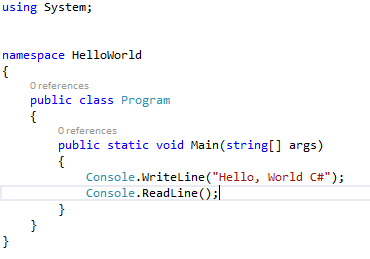 using System;
namespace HelloWorld
{
0 references
public class Program
{
0 references
public static void Main(string[] args)
{
Console.WriteLine("Hello, World C#");
Console.ReadLine();
}
}
}